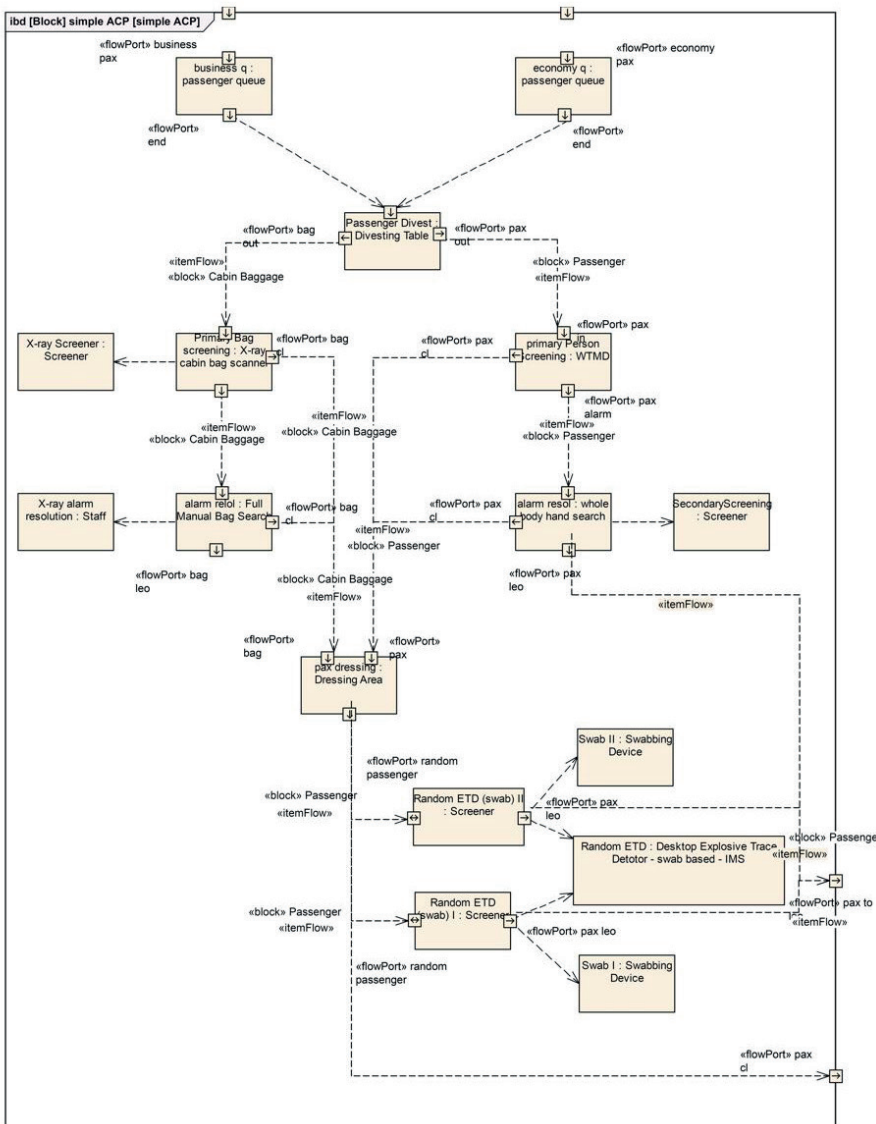 ibd [Block] simple ACP [simple ACP]
«flowPort» business
pax
«flowPort» economy
pax
business q :
passenger queue
economy q :
passenger queue
«flowPort»
end
«flowPort»
end
Passenger Divest :
Divesting Table
«flowPort» bag
out
«flowPort» pax
out
«itemFlow»
«block» Cabin Baggage
«block» Passenger
«itemFlow»
X-ray Screener :
Screener
Primary Bag
screening : X-ray
cabin bag scanner
«flowPort» bag
cl
«flowPort» pax
cl
«flowPort» pax
in
primary Person
screening : WTMD
«flowPort» pax
alarm
«itemFlow»
«block» Cabin Baggage
«itemFlow»
«block» Cabin Baggage
«itemFlow»
«block» Passenger
X-ray alarm
resolution : Staff
alarm relol : Full
Manual Bag Search
«flowPort» bag
cl
«flowPort» pax
cl
alarm resol : whole
body hand search
SecondaryScreening
: Screener
«itemFlow»
«block» Passenger
«flowPort» bag
leo
«block» Cabin Baggage
«itemFlow»
«flowPort» pax
leo
«itemFlow»
«flowPort»
bag
«flowPort»
pax
pax dressing :
Dressing Area
«flowPort» random
passenger
Swab II : Swabbing
Device
«block» Passenger
«itemFlow»
Random ETD (swab) II
: Screener
«flowPort» pax
leo
Random ETD : Desktop Explosive Trace
Detotor - swab based - IMS
«block» Passenge
«itemFlow»
«block» Passenger
«itemFlow»
Random ETD
(swab) I : Screener
«flowPort» pax to
«itemFlow»
«flowPort» pax leo
«flowPort» random
passenger
Swab I : Swabbing
Device
«flowPort» pax
cl